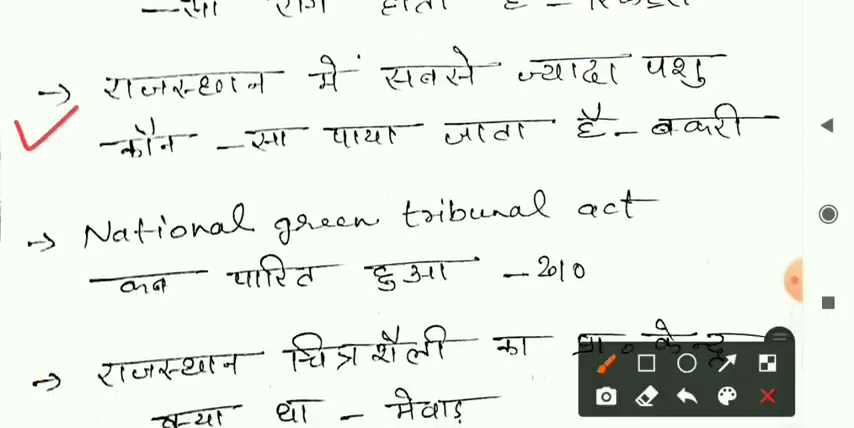 —सा रोग होता है –
→ राजस्थान में सबसे ज्यादा पशु
कौन – सा पाया जाता है – बकरी
→ National green tribunal act
कब पारित हुआ – 2010
→ राजस्थान चित्रशैली का प्रा. केन्द्र
क्या था – मेवाड़